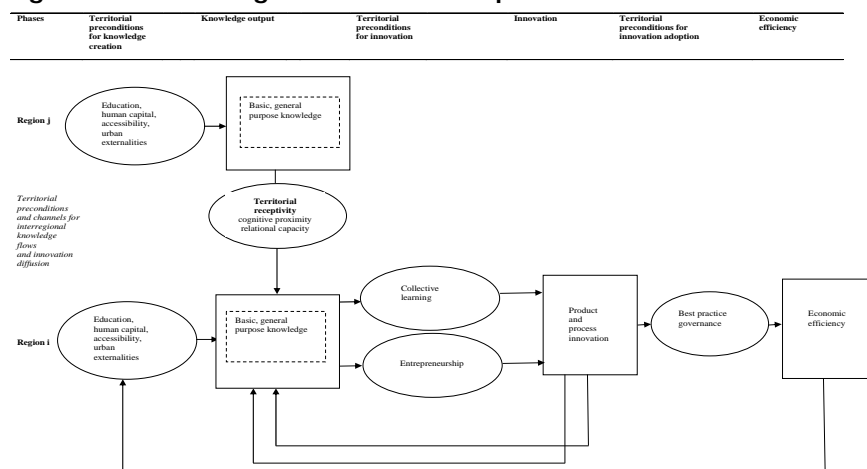 Phases
Territorial
preconditions
for knowledge
creation
Knowledge output
Territorial
preconditions
for innovation
Innovation
Territorial
preconditions for
innovation adoption
Economic
efficiency
Region j
Education,
human capital,
accessibility,
urban
externalities
Basic, general
purpose knowledge
Territorial
preconditions
and channels for
interregional
knowledge
flows
and innovation
diffusion
Territorial
receptivity
cognitive proximity
relational capacity
Region i
Education,
human capital,
accessibility,
urban
externalities
Basic, general
purpose knowledge
Collective
learning
Entrepreneurship
Product
and
process
innovation
Best practice
governance
Economic
efficiency